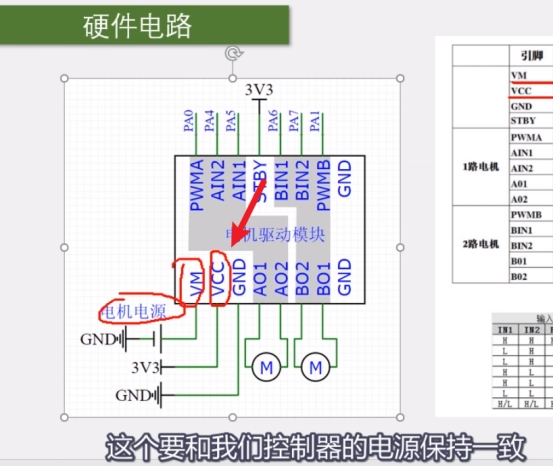 硬件电路
3V3
PA0
PA4
PA5
PA6
PA7
PA1
PWMA
AIN2
AIN1
STBY
BIN1
BIN2
PWMB
GND
电机驱动模块
VM
VCC
GND
AO1
AO2
BO2
BO1
GND
电机电源
GND
3V3
GND
M
M
引脚
VM
VCC
GND
STBY
PWMA
1路电机
AIN1
AIN2
A01
A02
PWMB
2路电机
BIN1
BIN2
B01
B02
输入
IN1 IN2
H H
L H
L H
H L
H L
L L
H/L H/L
这个要和我们控制器的电源保持一致